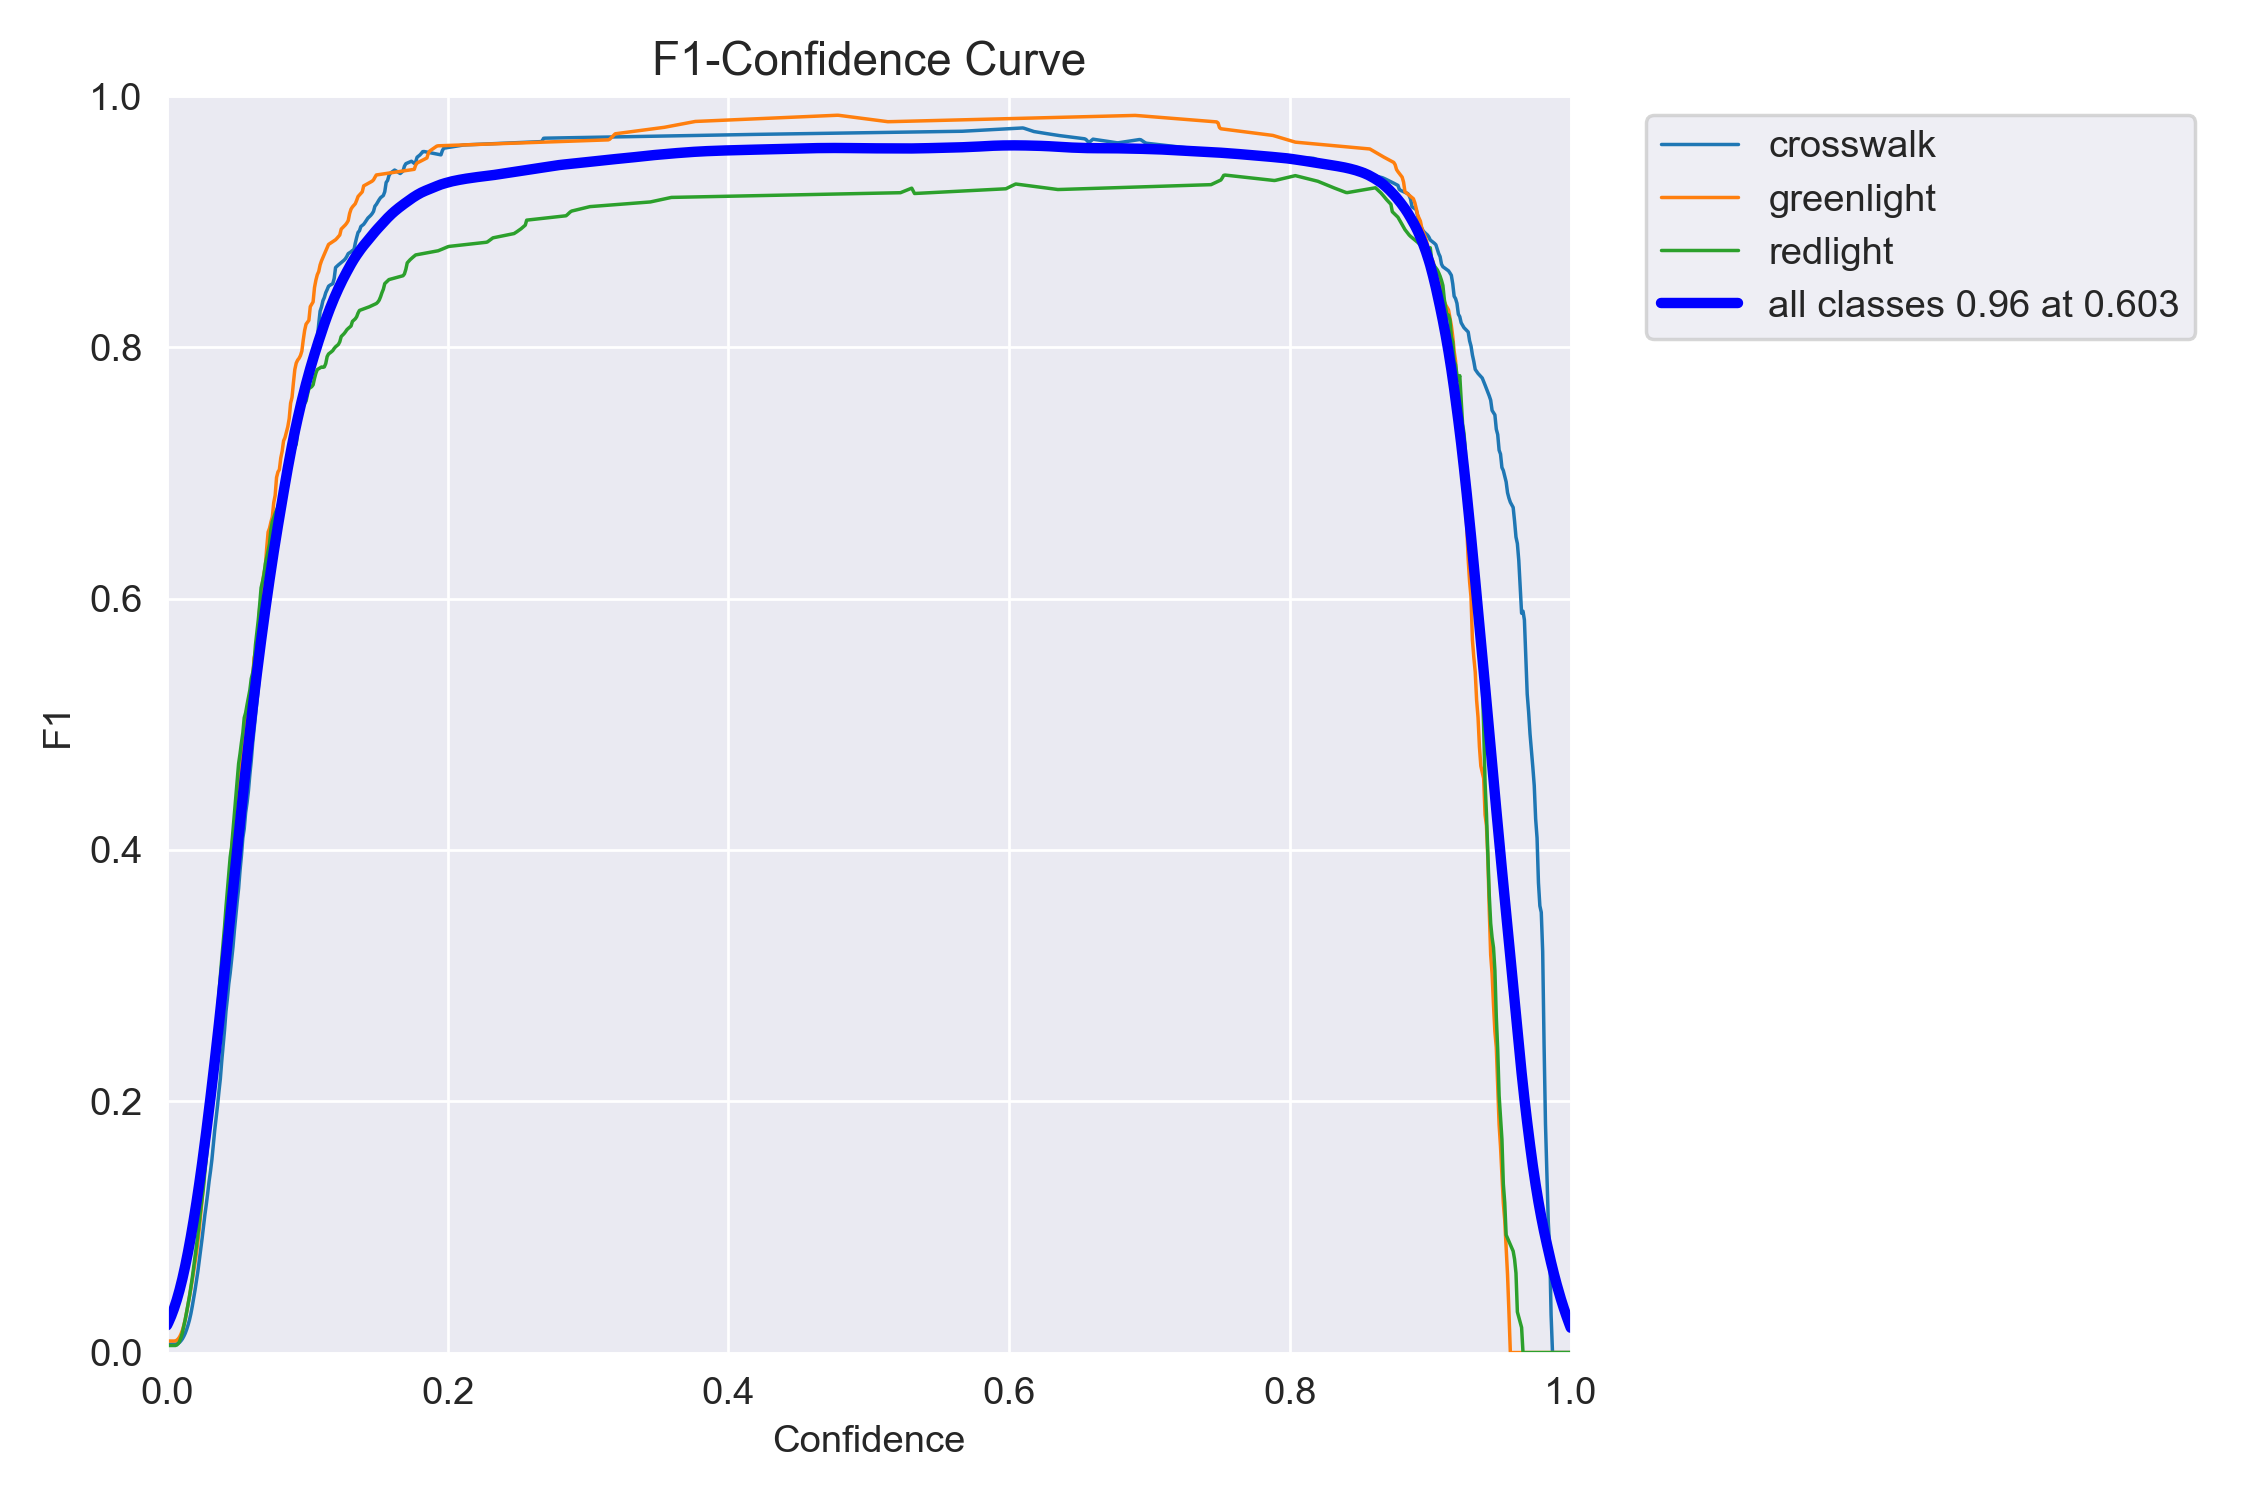 F1-Confidence Curve
1.0
0.8
0.6
0.4
0.2
0.0
F1
0.0 0.2 0.4 0.6 0.8 1.0
Confidence
crosswalk
greenlight
redlight
all classes 0.96 at 0.603